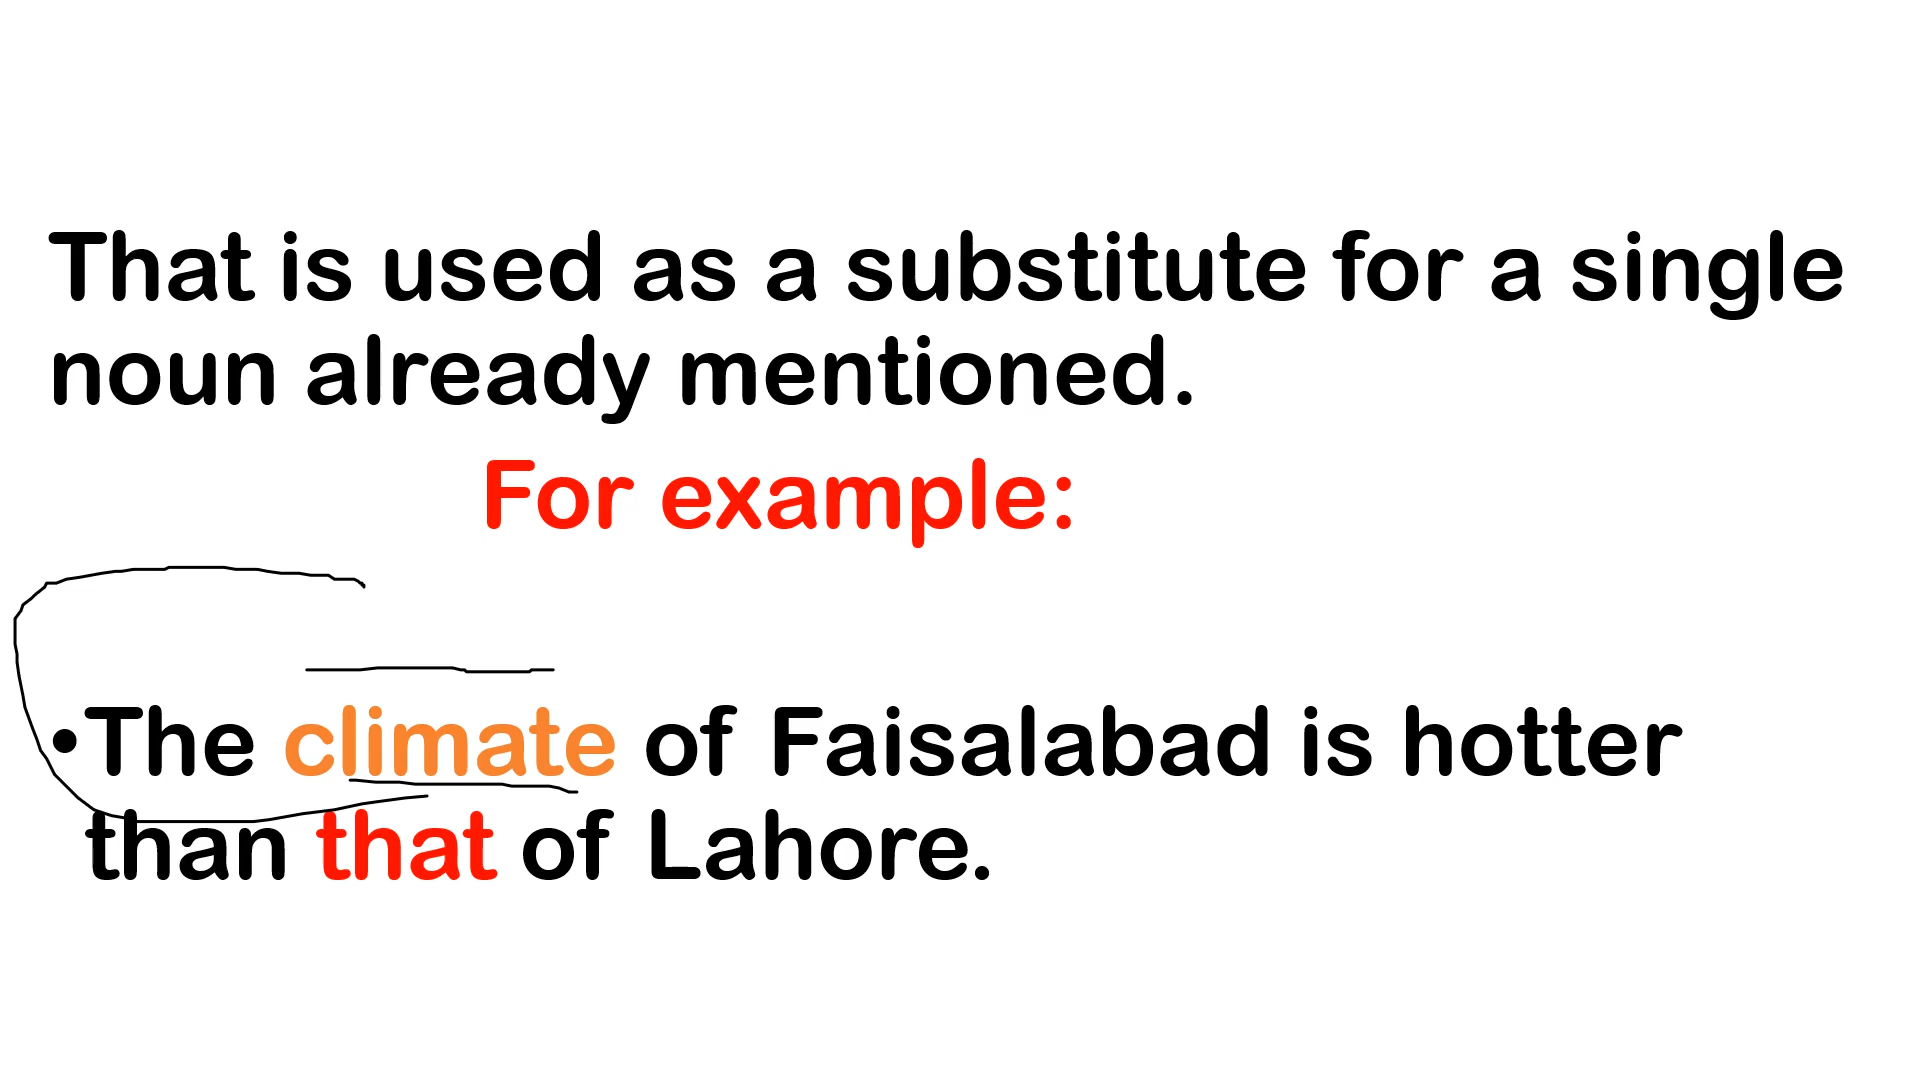 That is used as a substitute for a single
noun already mentioned.
For example:
•The climate of Faisalabad is hotter
than that of Lahore.